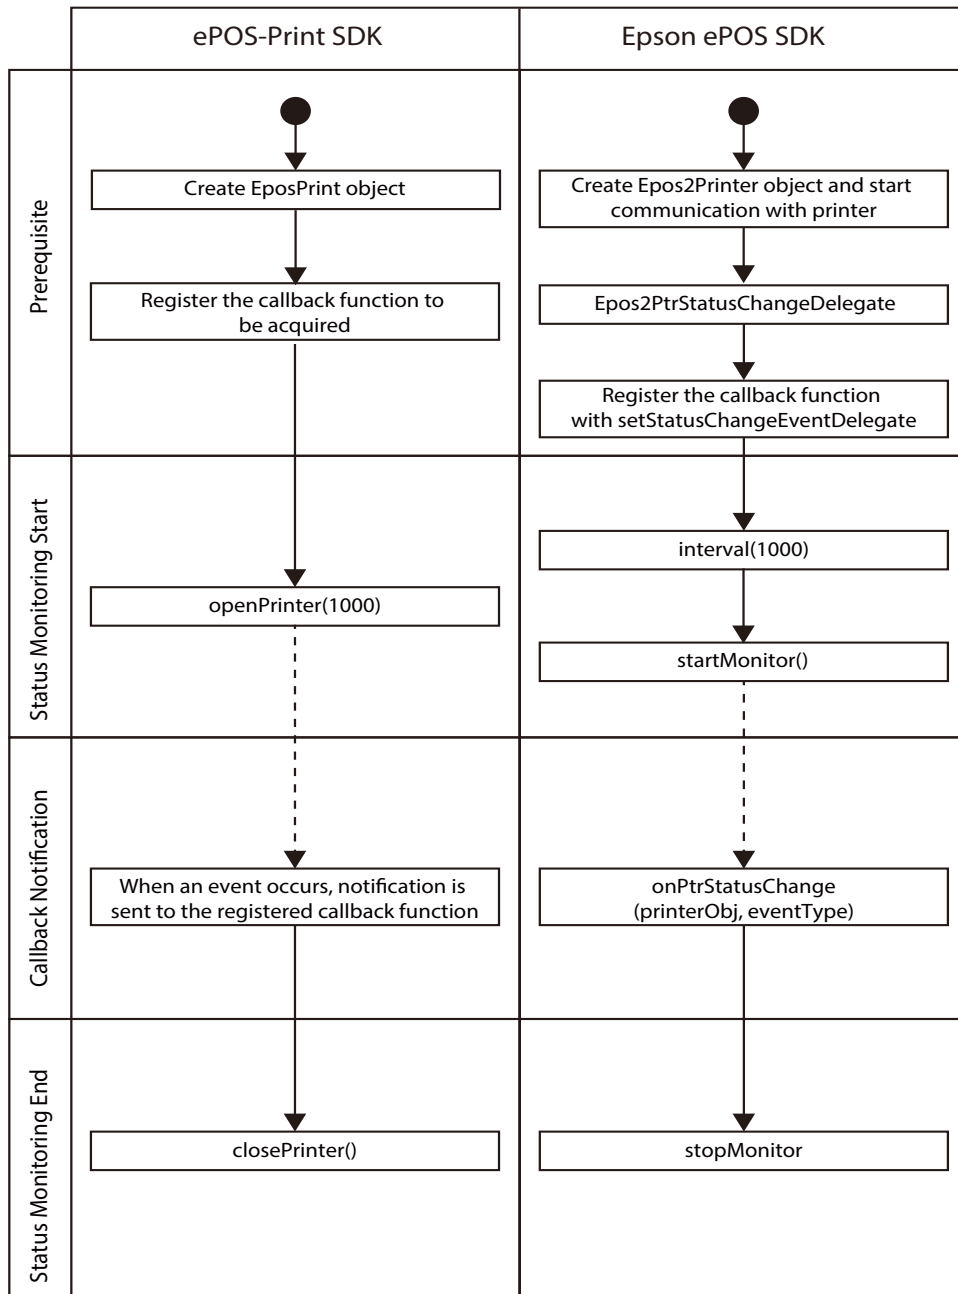 ePOS-Print SDK
Epson ePOS SDK
Prerequisite
Create EposPrint object
Register the callback function to
be acquired
Create Epos2Printer object and start
communication with printer
Epos2PtrStatusChangeDelegate
Register the callback function
with setStatusChangeEventDelegate
Status Monitoring Start
openPrinter(1000)
interval(1000)
startMonitor()
Callback Notification
When an event occurs, notification is
sent to the registered callback function
onPtrStatusChange
(printerObj, eventType)
Status Monitoring End
closePrinter()
stopMonitor